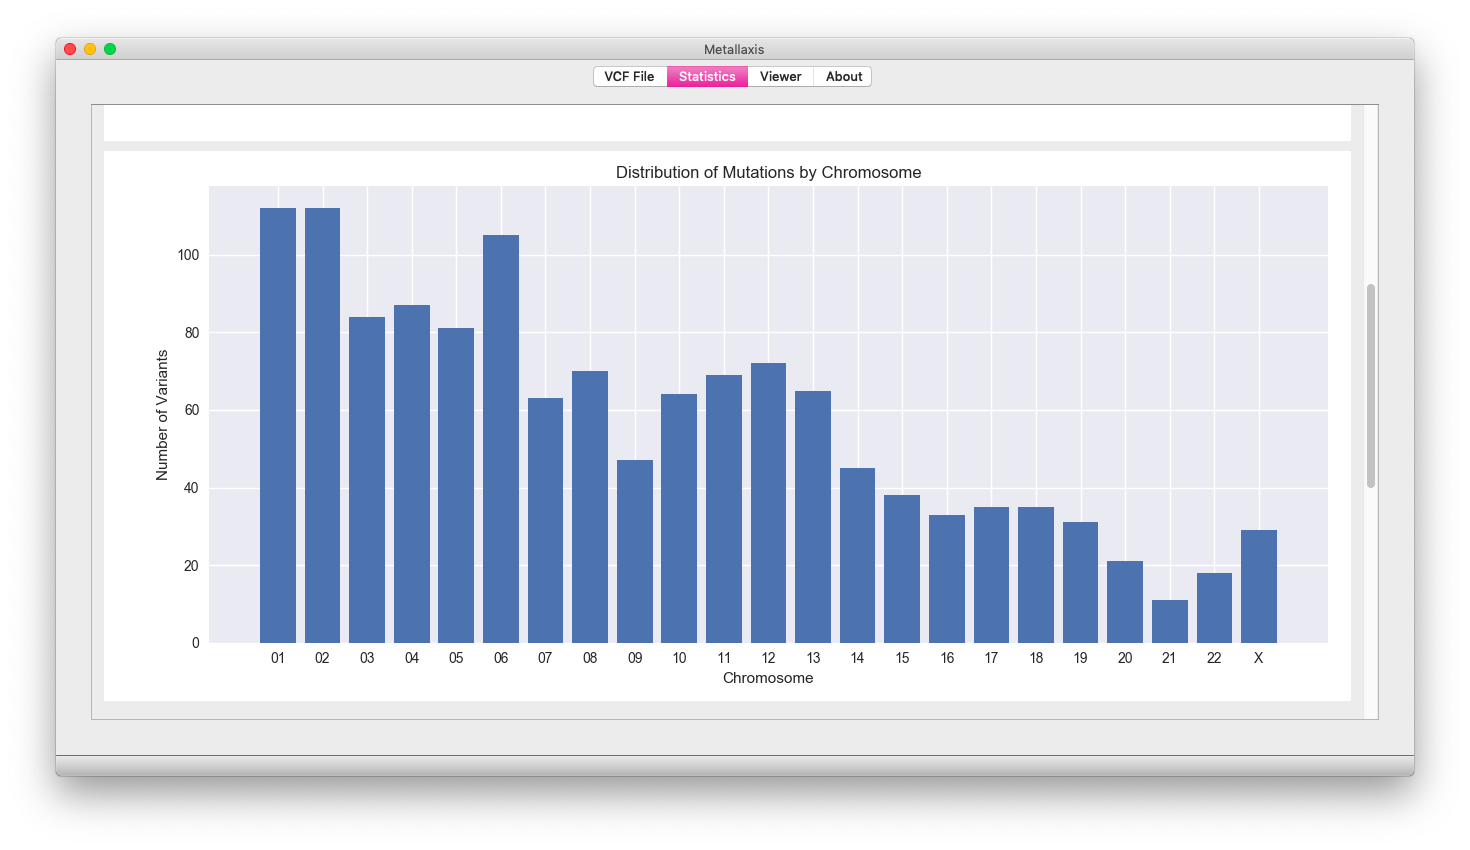 Metallaxis
VCF File Statistics Viewer About
Distribution of Mutations by Chromosome
100
80
60
40
20
0
Number of Variants
01 02 03 04 05 06 07 08 09 10 11 12 13 14 15 16 17 18 19 20 21 22 X
Chromosome